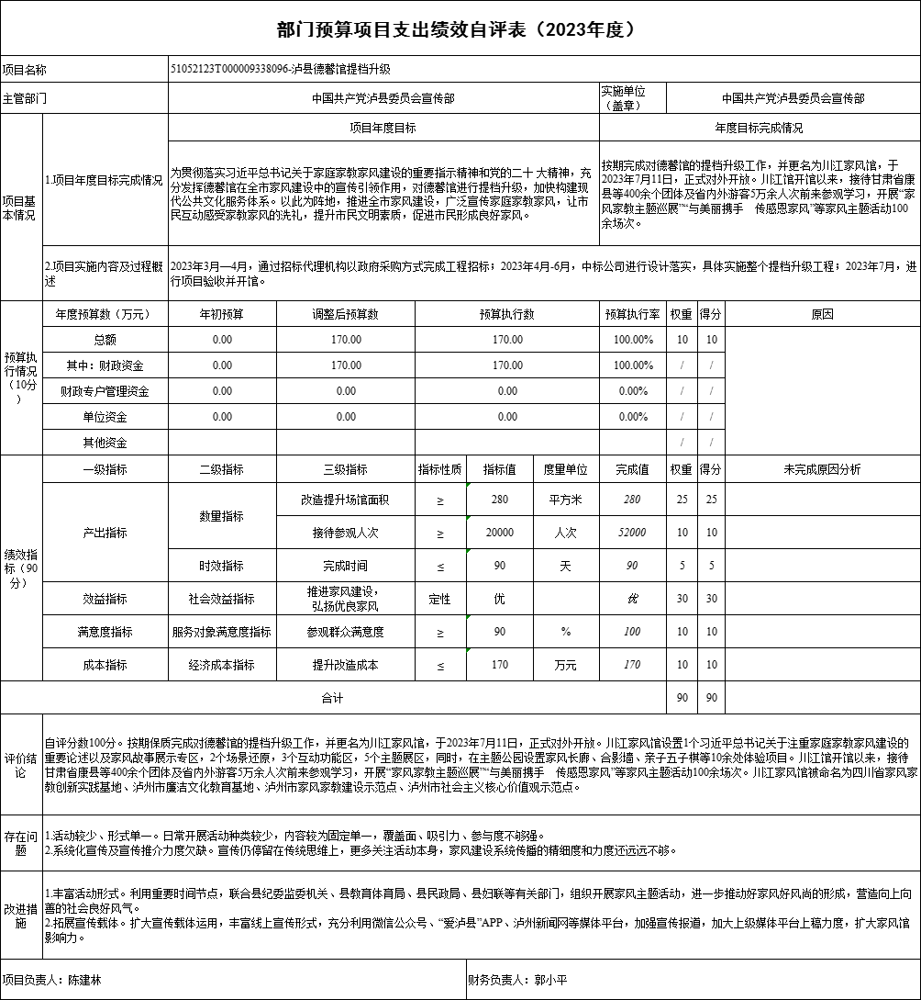 部门预算项目支出绩效自评表（2023年度）
项目名称 51052123T000009338096-泸县德馨馆提档升级
主管部门 中国共产党泸县委员会宣传部 实施单位（盖章） 中国共产党泸县委员会宣传部
项目基本情况
1.项目年度目标完成情况
项目年度目标 年度目标完成情况
为贯彻落实习近平总书记关于家庭家教家风建设的重要指示精神和党的二十 大精神，充
分发挥德馨馆在全市家风建设中的宣传引领作用，对德馨馆进行提档升级，加快构建现
代公共文化服务体系。以此为阵地，推进全市家风建设，广泛宣传家庭家教家风，让市
民互动感受家教家风的洗礼，提升市民文明素质，促进市民形成良好家风。
按期完成对德馨馆的提档升级工作，并更名为川江家风馆，于
2023年7月11日，正式对外开放。川江馆开馆以来，接待甘肃省康
县等400余个团体及省内外游客5万余人次前来参观学习，开展“家
风家教主题巡展”“与美丽携手　传感恩家风”等家风主题活动100
余场次。
2.项目实施内容及过程概述
2023年3月—4月，通过招标代理机构以政府采购方式完成工程招标；2023年4月-6月，中标公司进行设计落实，具体实施整个提档升级工程；2023年7月，进
行项目验收并开馆。
预算执行情况（10分）
年度预算数（万元） 年初预算 调整后预算数 预算执行数 预算执行率 权重 得分 原因
总额 0.00 170.00 170.00 100.00% 10 10
其中：财政资金 0.00 170.00 170.00 100.00% / /
财政专户管理资金 0.00 0.00 0.00 0.00% / /
单位资金 0.00 0.00 0.00 0.00% / /
其他资金 / /
绩效指标（90分）
一级指标 二级指标 三级指标 指标性质 指标值 度量单位 完成值 权重 得分 未完成原因分析
产出指标 数量指标 改造提升场馆面积 ≥ 280 平方米 280 25 25
接待参观人次 ≥ 20000 人次 52000 10 10
时效指标 完成时间 ≤ 90 天 90 5 5
效益指标 社会效益指标 推进家风建设，弘扬优良家风 定性 优 优 30 30
满意度指标 服务对象满意度指标 参观群众满意度 ≥ 90 % 100 10 10
成本指标 经济成本指标 提升改造成本 ≤ 170 万元 170 10 10
合计 90 90
评价结论
自评分数100分。按期保质完成对德馨馆的提档升级工作，并更名为川江家风馆，于2023年7月11日，正式对外开放。川江家风馆设置1个习近平总书记关于注重家庭家教家风建设的
重要论述以及家风故事展示专区，2个场景还原，3个互动功能区，5个主题展区，同时，在主题公园设置家风长廊、合影墙、亲子五子棋等10余处体验项目。川江馆开馆以来，接待
甘肃省康县等400余个团体及省内外游客5万余人次前来参观学习，开展“家风家教主题巡展”“与美丽携手　传感恩家风”等家风主题活动100余场次。川江家风馆被命名为四川省家风家
教创新实践基地、泸州市廉洁文化教育基地、泸州市家风家教建设示范点、泸州市社会主义核心价值观示范点。
存在问题
1.活动较少、形式单一。日常开展活动种类较少，内容较为固定单一，覆盖面、吸引力、参与度不够强。
2.系统化宣传及宣传推介力度欠缺。宣传仍停留在传统思维上，更多关注活动本身，家风建设系统传播的精细度和力度还远远不够。
改进措施
1.丰富活动形式。利用重要时间节点，联合县纪委监委机关、县教育体育局、县民政局、县妇联等有关部门，组织开展家风主题活动，进一步推动好家风好风尚的形成，营造向上向
善的社会良好风气。
2.拓展宣传载体。扩大宣传载体运用，丰富线上宣传形式，充分利用微信公众号、“爱泸县”APP、泸州新闻网等媒体平台，加强宣传报道，加大上级媒体平台上稿力度，扩大家风馆
影响力。
项目负责人：陈建林 财务负责人：郭小平